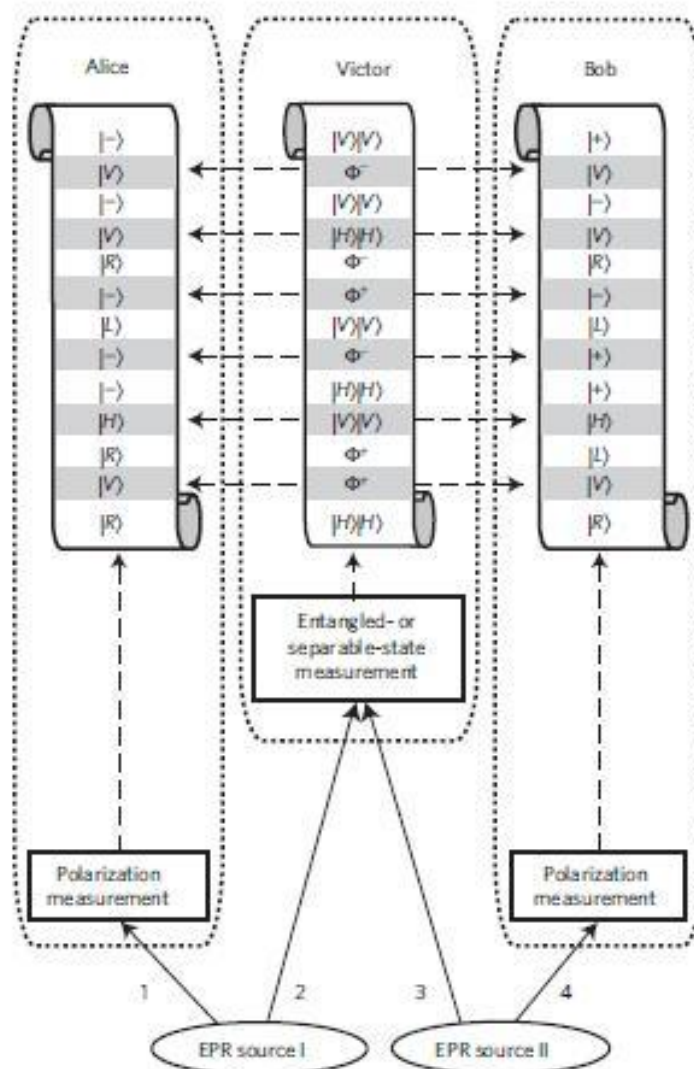 Alice
Victor
Bob
|−⟩
|V⟩|V⟩
|+⟩
|V⟩
Φ⁻
|V⟩
|−⟩
|V⟩|V⟩
|−⟩
|V⟩
|H⟩|H⟩
|V⟩
|R⟩
Φ⁻
|R⟩
|−⟩
Φ⁺
|−⟩
|L⟩
|V⟩|V⟩
|L⟩
|−⟩
Φ⁻
|+⟩
|−⟩
|H⟩|H⟩
|+⟩
|H⟩
|V⟩|V⟩
|H⟩
|R⟩
Φ⁺
|L⟩
|V⟩
Φ⁺
|V⟩
|R⟩
|H⟩|H⟩
|R⟩
Entangled- or
separable-state
measurement
Polarization
measurement
Polarization
measurement
1
2
3
4
EPR source I
EPR source II